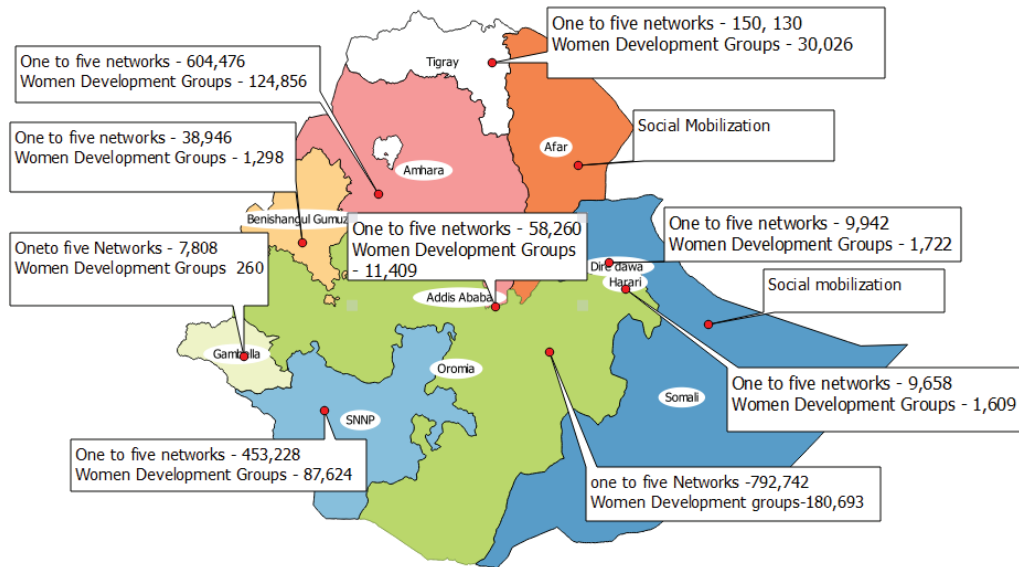 One to five networks - 150, 130
Women Development Groups - 30,026
One to five networks - 604,476
Women Development Groups
- 124,856
Tigray
Social Mobilization
One to five networks - 38,946
Women Development Groups
- 1,298
Afar
Amhara
Benishangul Gumuz
One to five networks - 58,260
Women Development Groups
- 11,409
One to five networks - 9,942
Women Development Groups
- 1,722
Oneto five Networks - 7,808
Women Development Groups 260
Dire dawa
Harari
Social mobilization
Addis Ababa
Gambella
Oromia
One to five networks - 9,658
Women Development Groups
- 1,609
Somali
SNNP
One to five networks - 453,228
Women Development Groups
- 87,624
one to five Networks -792,742
Women Development groups-180,693